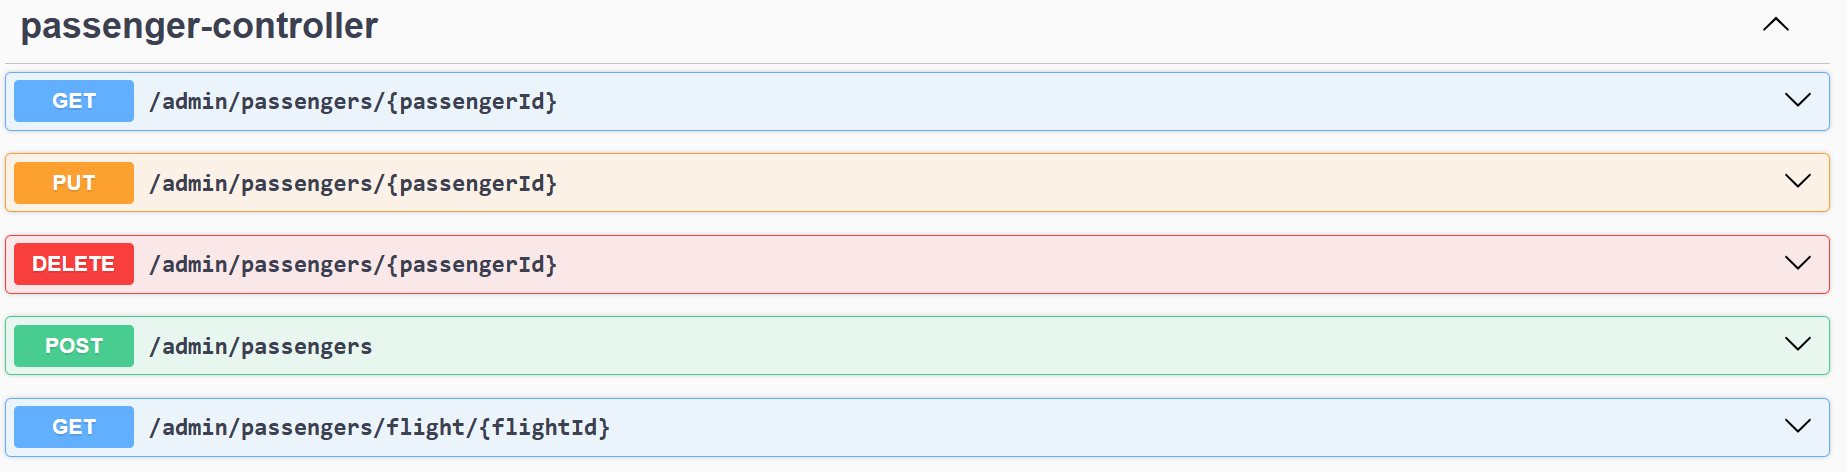 passenger-controller
GET /admin/passengers/{passengerId}
PUT /admin/passengers/{passengerId}
DELETE /admin/passengers/{passengerId}
POST /admin/passengers
GET /admin/passengers/flight/{flightId}